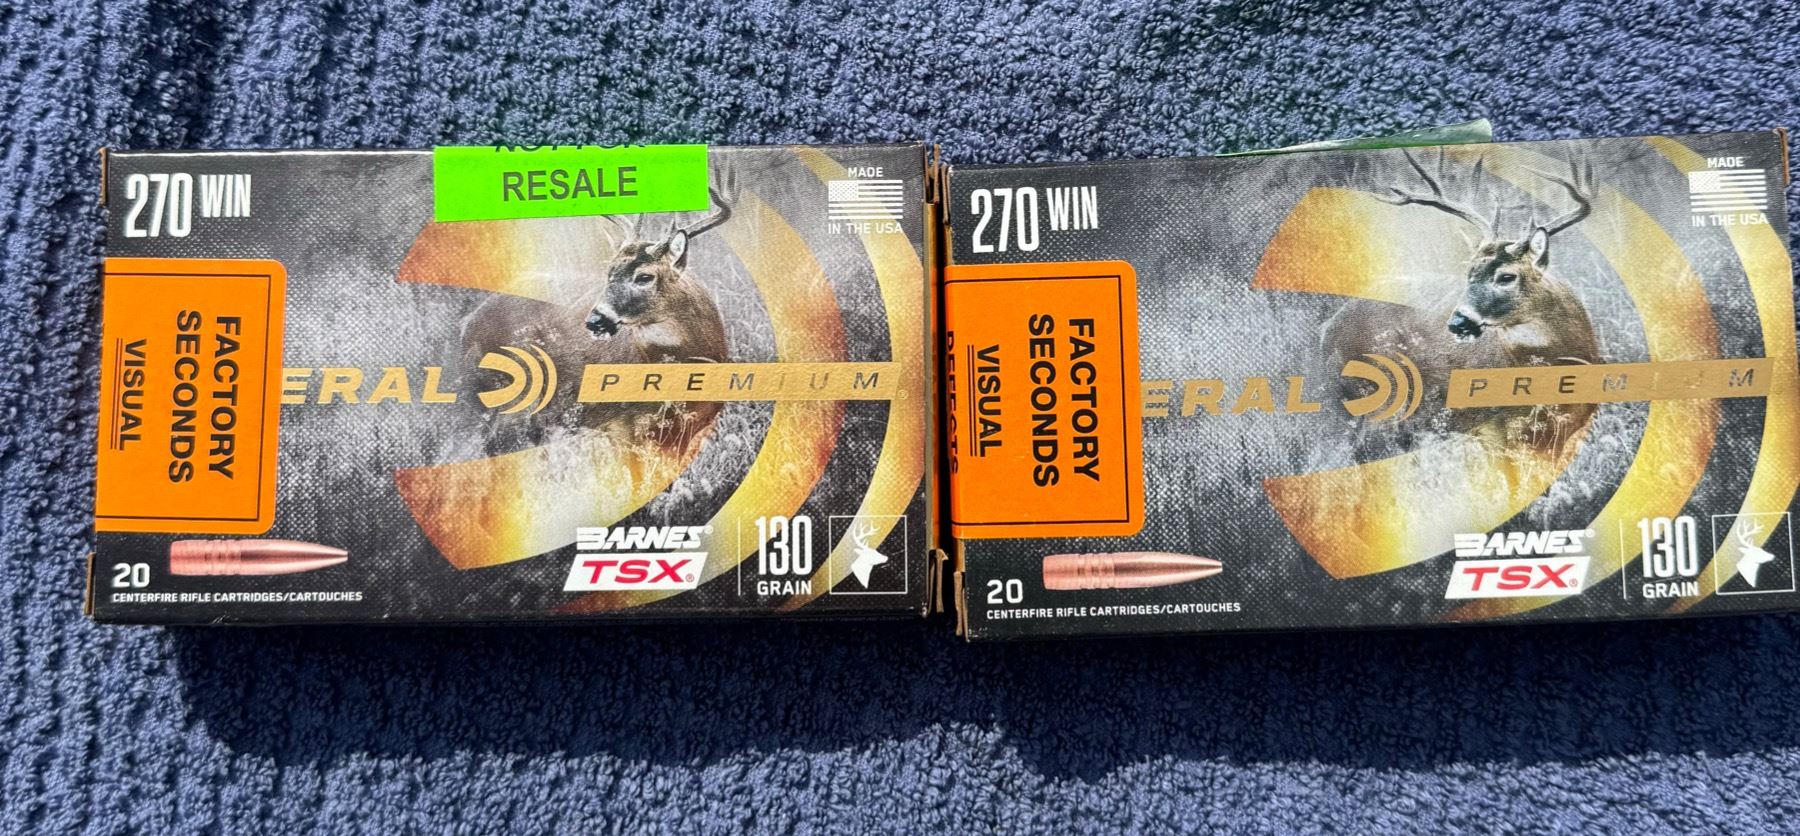 270 WIN
RESALE
MADE
IN THE USA
FACTORY
SECONDS
VISUAL
ERAL PREMIUM
BARNES
TSX
130
GRAIN
20
CENTERFIRE RIFLE CARTRIDGES/CARTOUCHES
270 WIN
MADE
IN THE USA
FACTORY
SECONDS
VISUAL
DEFECTS
ERAL PREMIUM
BARNES
TSX
130
GRAIN
20
CENTERFIRE RIFLE CARTRIDGES/CARTOUCHES